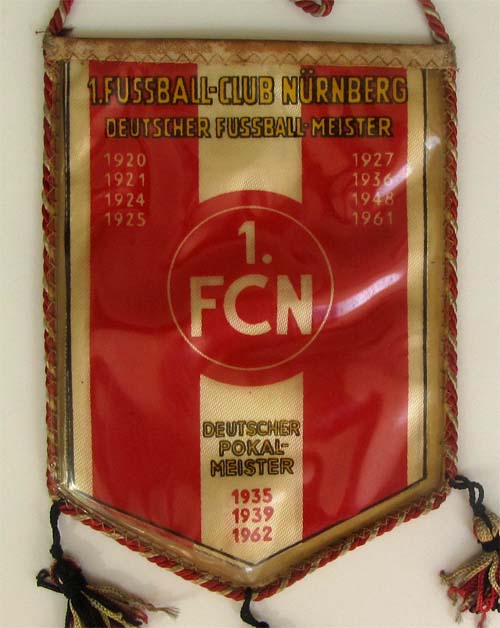 1.FUSSBALL-CLUB NÜRNBERG
DEUTSCHER FUSSBALL-MEISTER
1920
1921
1924
1925
1927
1936
1948
1961
1.
FCN
DEUTSCHER
POKAL-
MEISTER
1935
1939
1962